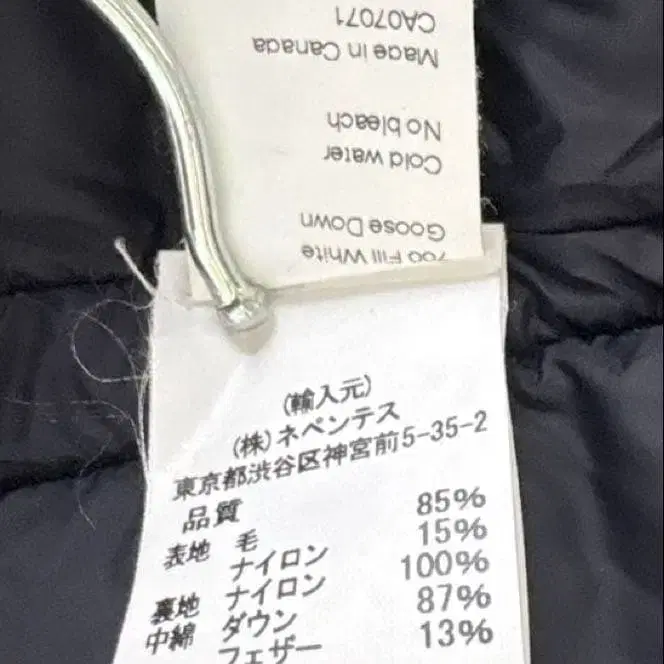 700 Fill White
Goose Down
Cold water
No bleach
Made in Canada
CA07071
(輸入元)
(株)ネペンテス
東京都渋谷区神宮前5-35-2
品質
表地 毛 85%
ナイロン 15%
裏地 ナイロン 100%
中綿 ダウン 87%
フェザー 13%